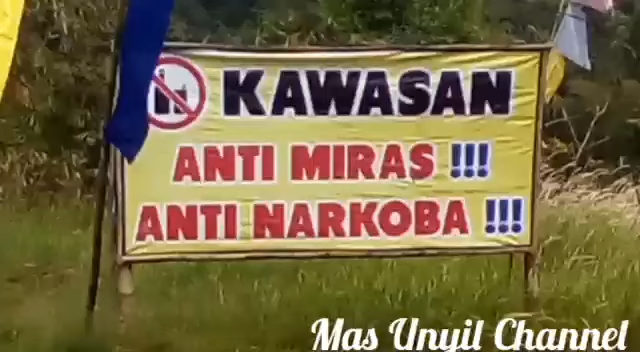 KAWASAN
ANTI MIRAS !!!
ANTI NARKOBA !!!
Mas Unyil Channel